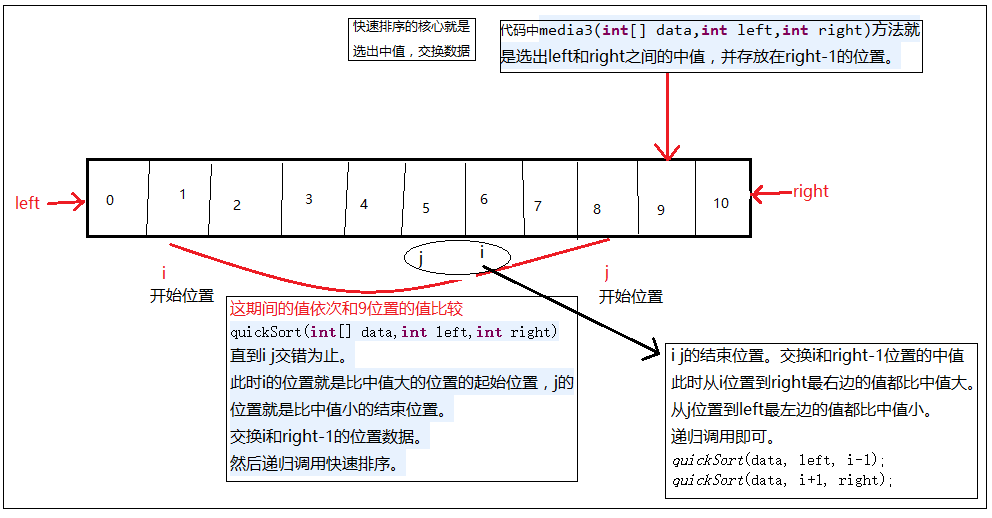 快速排序的核心就是
选出中值，交换数据
代码中media3(int[] data,int left,int right)方法就
是选出left和right之间的中值，并存放在right-1的位置。
left
0 1 2 3 4 5 6 7 8 9 10
right
i
开始位置
j i
j
开始位置
这期间的值依次和9位置的值比较
quickSort(int[] data,int left,int right)
直到i j交错为止。
此时i的位置就是比中值大的位置的起始位置，j的
位置就是比中值小的结束位置。
交换i和right-1的位置数据。
然后递归调用快速排序。
i j的结束位置。交换i和right-1位置的中值
此时从i位置到right最右边的值都比中值大。
从j位置到left最左边的值都比中值小。
递归调用即可。
quickSort(data, left, i-1);
quickSort(data, i+1, right);